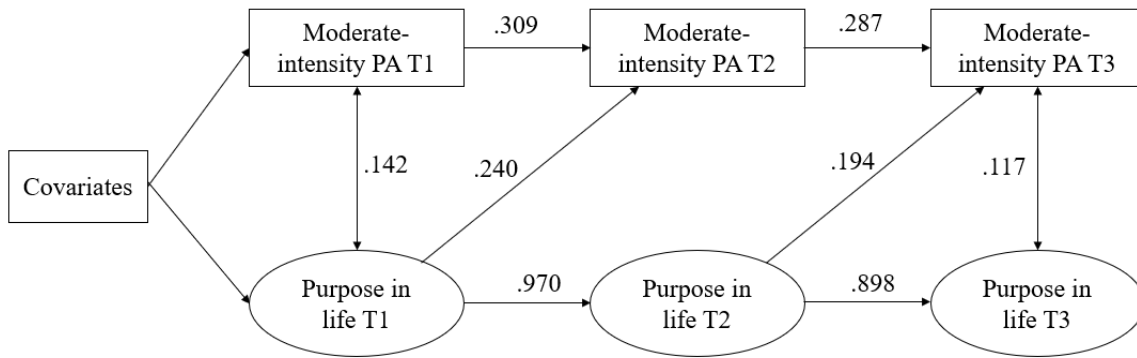 Moderate-
intensity PA T1
.309
Moderate-
intensity PA T2
.287
Moderate-
intensity PA T3
Covariates
.142
.240
.194
.117
Purpose in
life T1
.970
Purpose in
life T2
.898
Purpose in
life T3